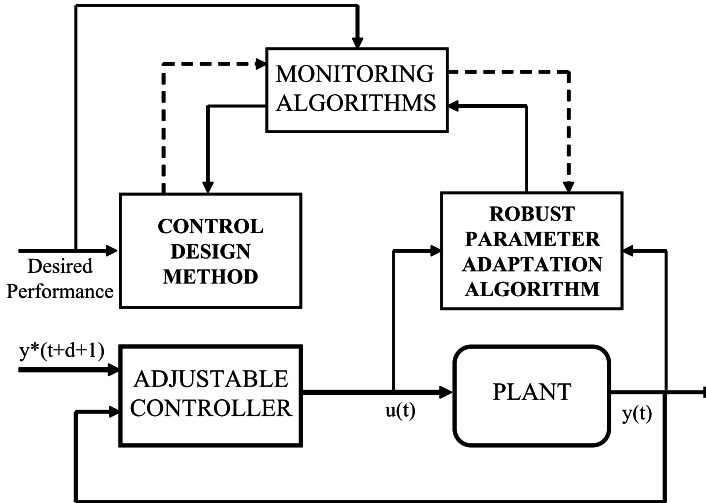 MONITORING
ALGORITHMS
CONTROL
DESIGN
METHOD
ROBUST
PARAMETER
ADAPTATION
ALGORITHM
Desired
Performance
y*(t+d+1)
ADJUSTABLE
CONTROLLER
u(t)
PLANT
y(t)